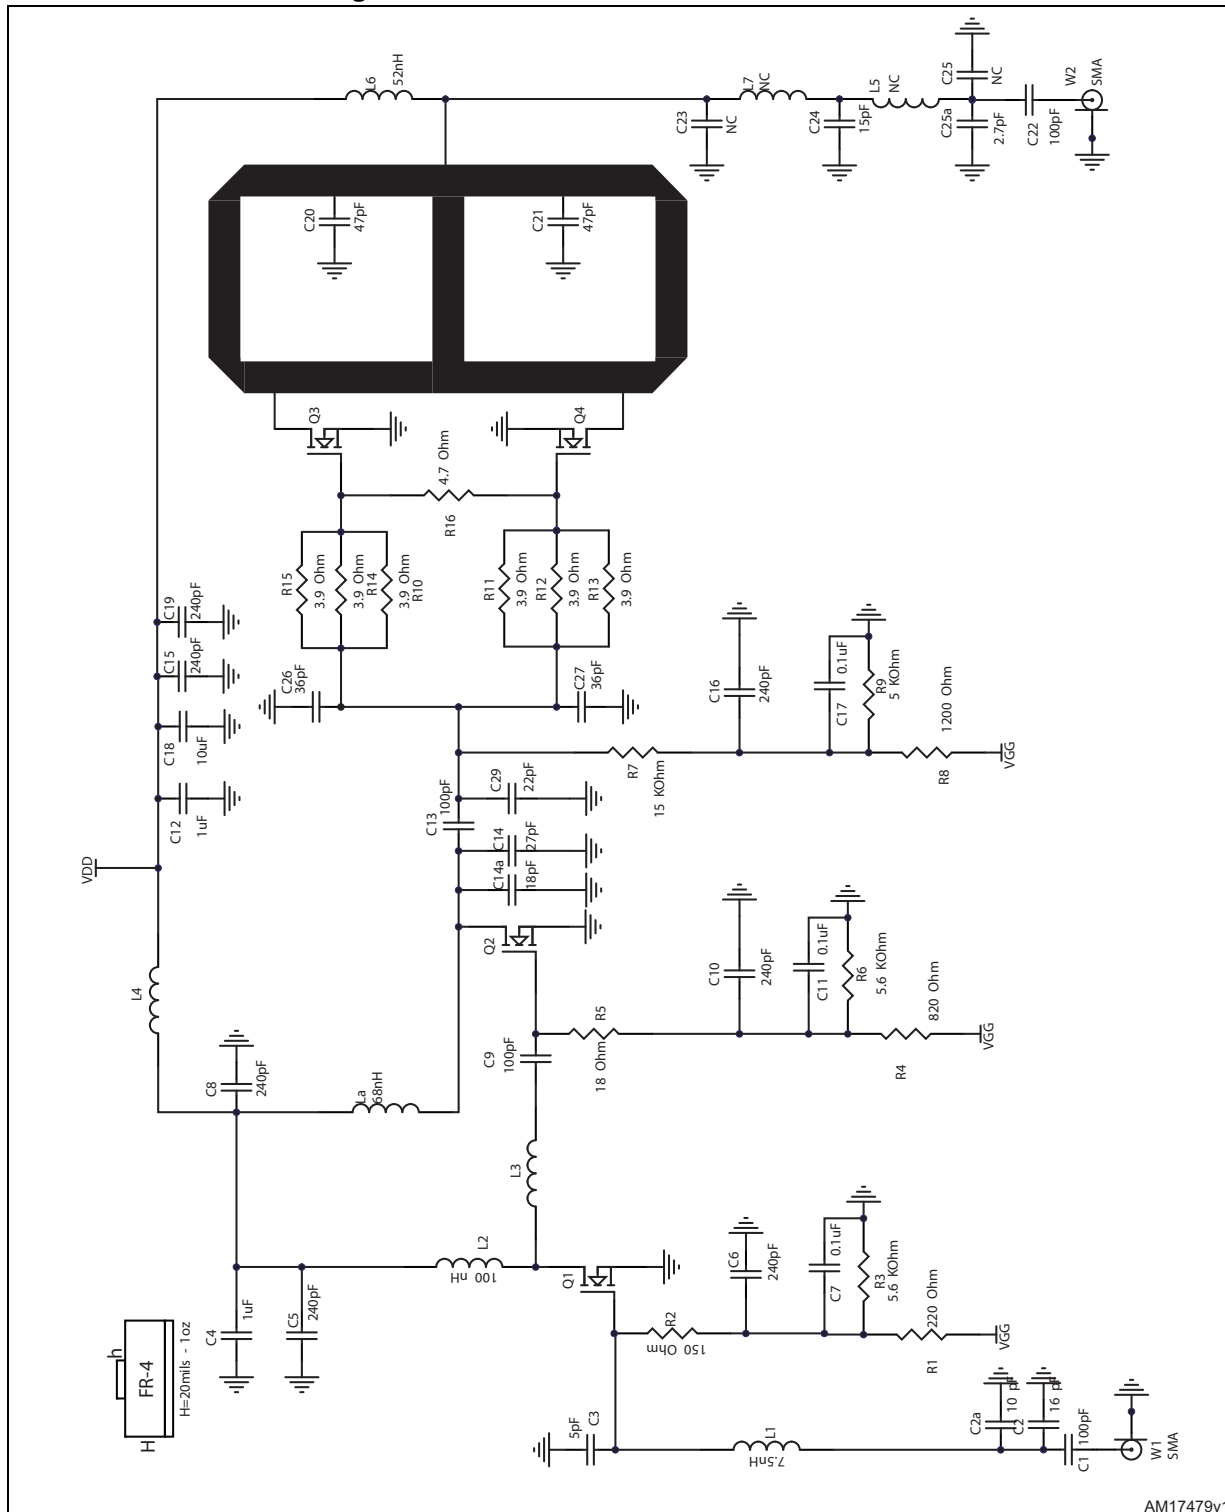 L6
52nH
L7
NC
L5
NC
C25
NC
W2
SMA
C23
NC
C24
15pF
C25a
2.7pF
C22
100pF
C20
47pF
C21
47pF
Q3
Q4
4.7 Ohm
R16
R15
3.9 Ohm
3.9 Ohm
R14
3.9 Ohm
R10
R11
3.9 Ohm
R12
3.9 Ohm
R13
3.9 Ohm
C19
240pF
C15
240pF
C18
10uF
C12
1uF
VDD
C26
36pF
C27
36pF
C16
240pF
0.1uF
C17
R9
5 KOhm
1200 Ohm
R8
VGG
R7
15 KOhm
C13
100pF
C29
22pF
C14
27pF
C14a
18pF
Q2
L4
C8
240pF
La
68nH
C9
100pF
R5
18 Ohm
C10
240pF
0.1uF
C11
R6
5.6 KOhm
820 Ohm
R4
VGG
L3
L2
100 nH
Q1
C4
1uF
C5
240pF
R2
150 Ohm
C6
240pF
0.1uF
C7
R3
5.6 KOhm
220 Ohm
R1
VGG
h
FR-4
H
H=20mils - 1oz
5pF
C3
L1
7.5nH
C2a
10 pF
C2
16 pF
C1
100pF
W1
SMA
AM17479v1